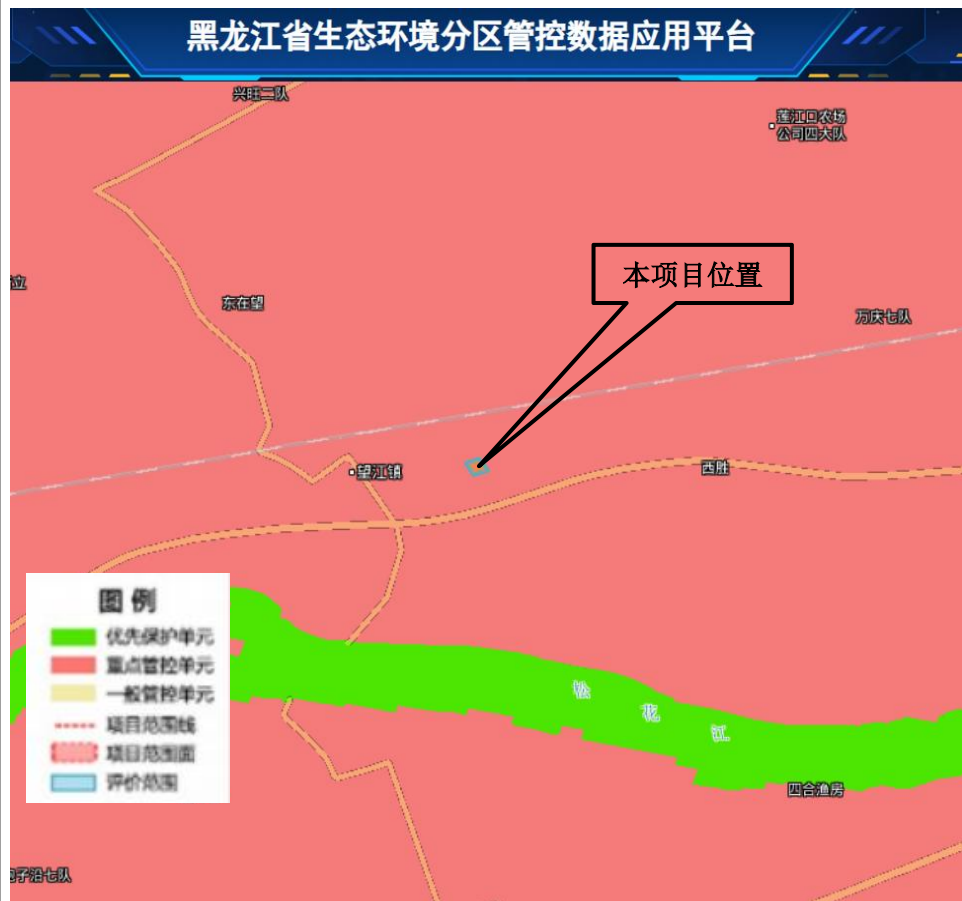 黑龙江省生态环境分区管控数据应用平台
兴旺二队
莲江口农场
公司四大队
本项目位置
立
东在望
万庆七队
望江镇
西胜
图例
优先保护单元
重点管控单元
一般管控单元
项目范围线
项目范围面
评价范围
松花江
四合渔房
子沿七队